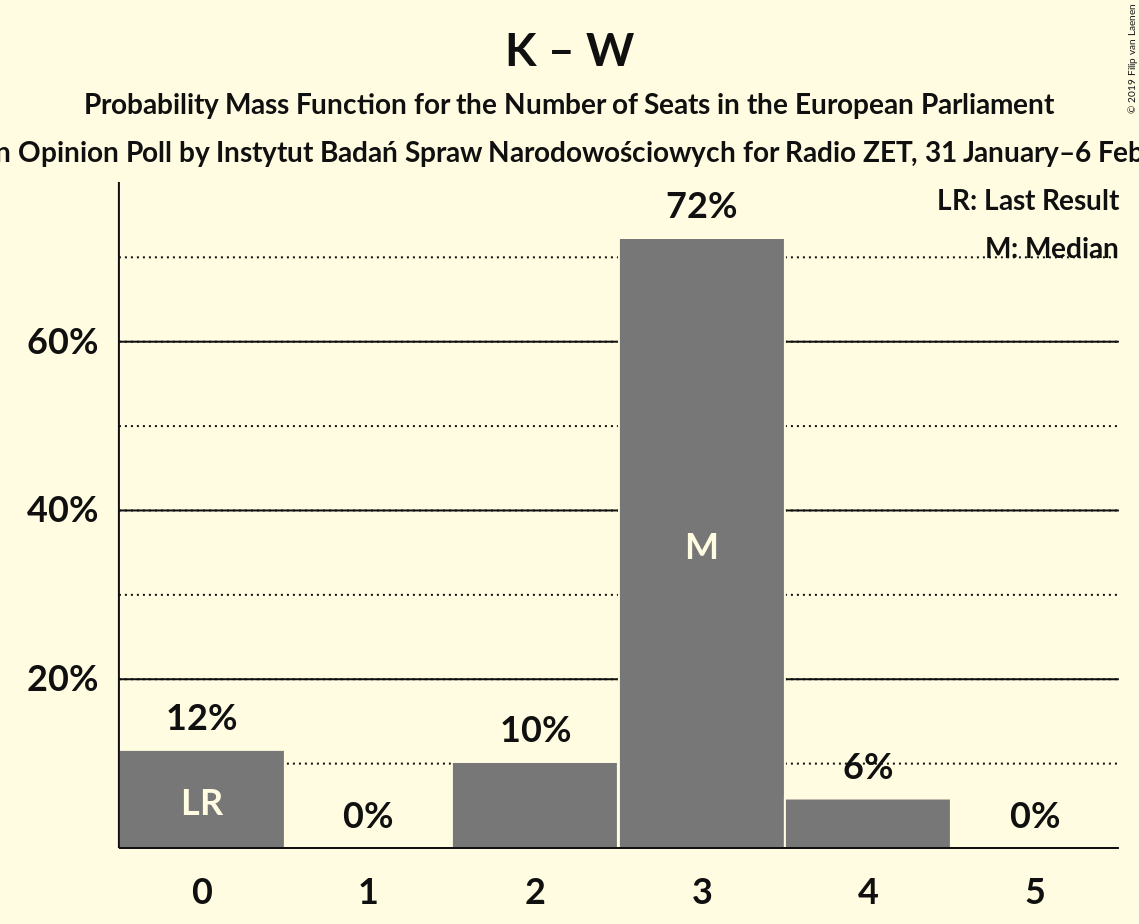 K – W
Probability Mass Function for the Number of Seats in the European Parliament
n Opinion Poll by Instytut Badań Spraw Narodowościowych for Radio ZET, 31 January–6 Feb
© 2019 Filip van Laenen
LR: Last Result
M: Median
72%
60%
40%
20%
12%
10%
6%
0%
0%
M
LR
0 1 2 3 4 5